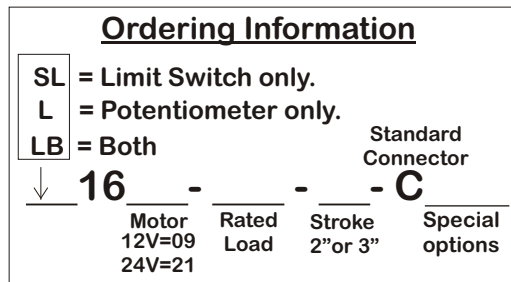 Ordering Information
SL = Limit Switch only.
L = Potentiometer only.
LB = Both
Standard
Connector
16 - - - C
Motor Rated Stroke Special
12V=09 Load 2”or 3” options
24V=21